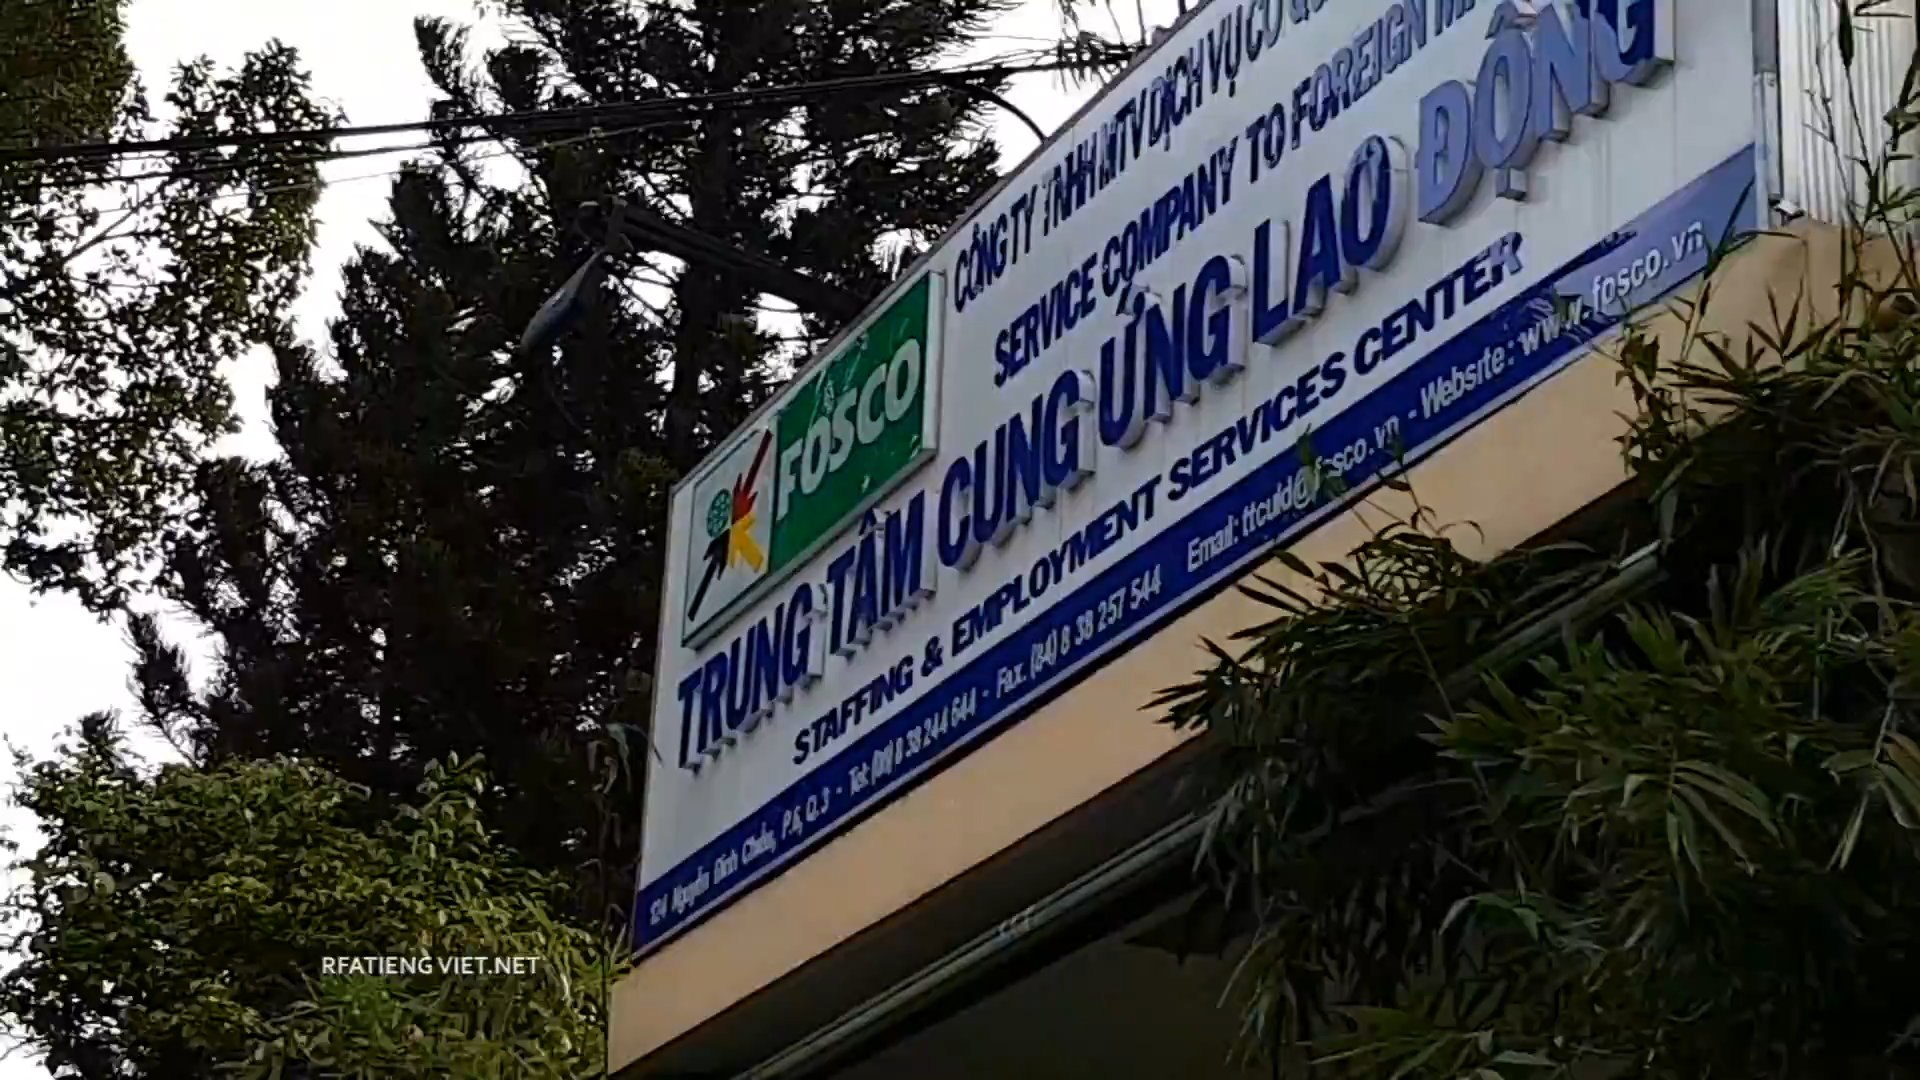 CÔNG TY TNHH MTV DỊCH VỤ CƠ
SERVICE COMPANY TO FOREIGN
FOSCO
TRUNG TÂM CUNG ỨNG LAO ĐỘNG
STAFFING & EMPLOYMENT SERVICES CENTER
124 Nguyễn Đình Chiểu, P.6, Q.3 - Tel: (84) 8 38 244 644 - Fax. (84) 8 38 257 544 Email: ttculd@fosco.vn - Website: www.fosco.vn
RFATIENGVIET.NET